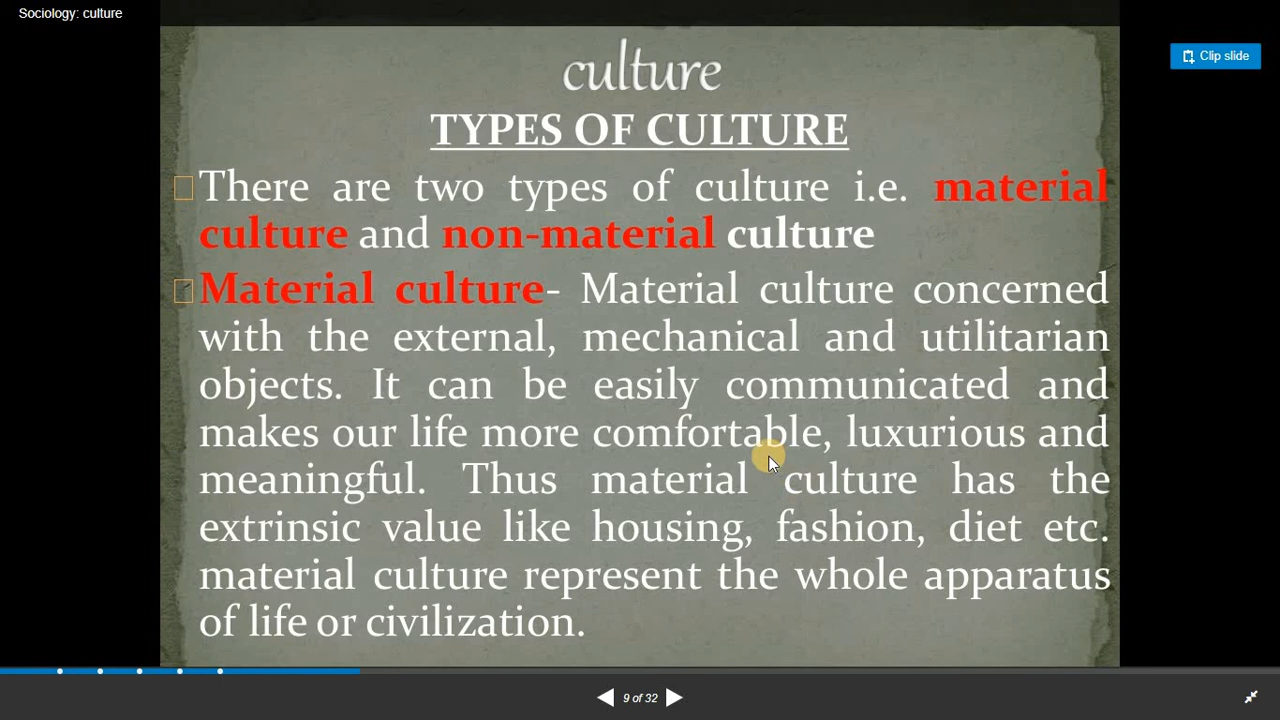 Sociology: culture
Clip slide
culture
TYPES OF CULTURE
There are two types of culture i.e. material
culture and non-material culture
Material culture- Material culture concerned
with the external, mechanical and utilitarian
objects. It can be easily communicated and
makes our life more comfortable, luxurious and
meaningful. Thus material culture has the
extrinsic value like housing, fashion, diet etc.
material culture represent the whole apparatus
of life or civilization.
9 of 32